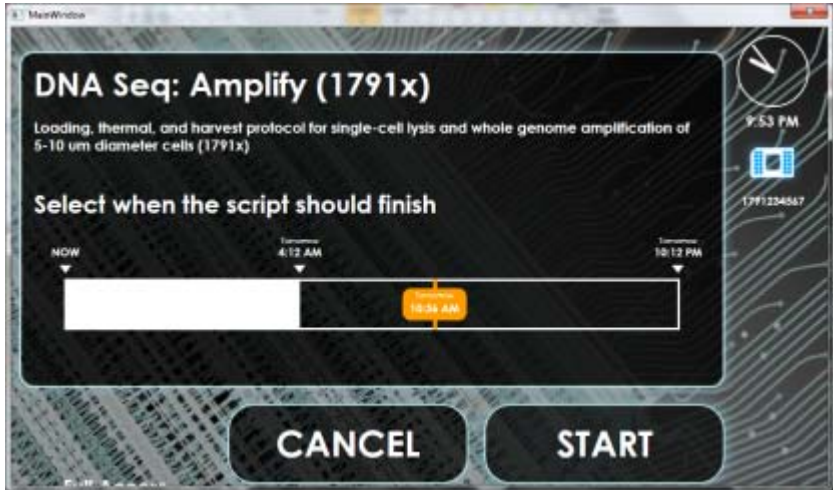 MainWindow
DNA Seq: Amplify (1791x)
Loading, thermal, and harvest protocol for single-cell lysis and whole genome amplification of
5-10 um diameter cells (1791x)
Select when the script should finish
NOW
Tomorrow
4:12 AM
Tomorrow
10:12 PM
Tomorrow
10:36 AM
9:53 PM
1791234567
CANCEL
START